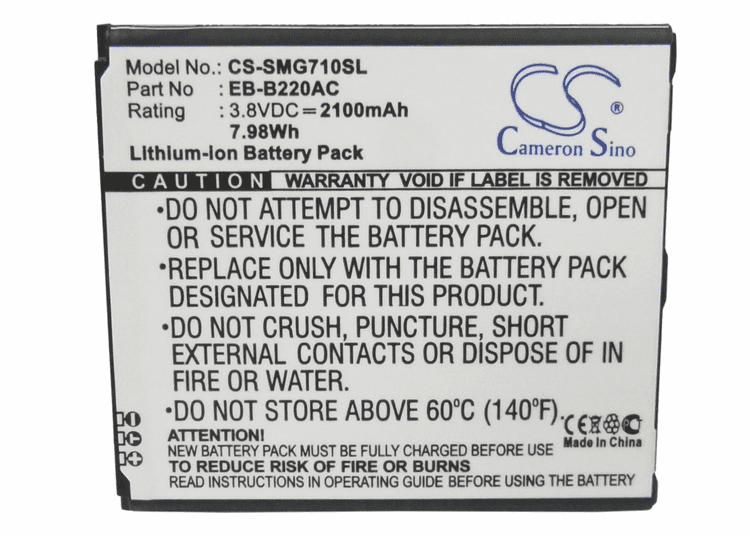 Model No.: CS-SMG710SL
Part No : EB-B220AC
Rating : 3.8VDC 2100mAh
7.98Wh
Lithium-Ion Battery Pack
CS
®
Cameron Sino
CAUTION WARRANTY VOID IF LABEL IS REMOVED
•DO NOT ATTEMPT TO DISASSEMBLE, OPEN
OR SERVICE THE BATTERY PACK.
•REPLACE ONLY WITH THE BATTERY PACK
DESIGNATED FOR THIS PRODUCT.
•DO NOT CRUSH, PUNCTURE, SHORT
EXTERNAL CONTACTS OR DISPOSE OF IN
FIRE OR WATER.
•DO NOT STORE ABOVE 60ºC (140ºF).
CE
Made In China
ATTENTION!
NEW BATTERY PACK MUST BE FULLY CHARGED BEFORE USE
TO REDUCE RISK OF FIRE OR BURNS
READ INSTRUCTIONS IN OPERATING GUIDE BEFORE USING THE BATTERY